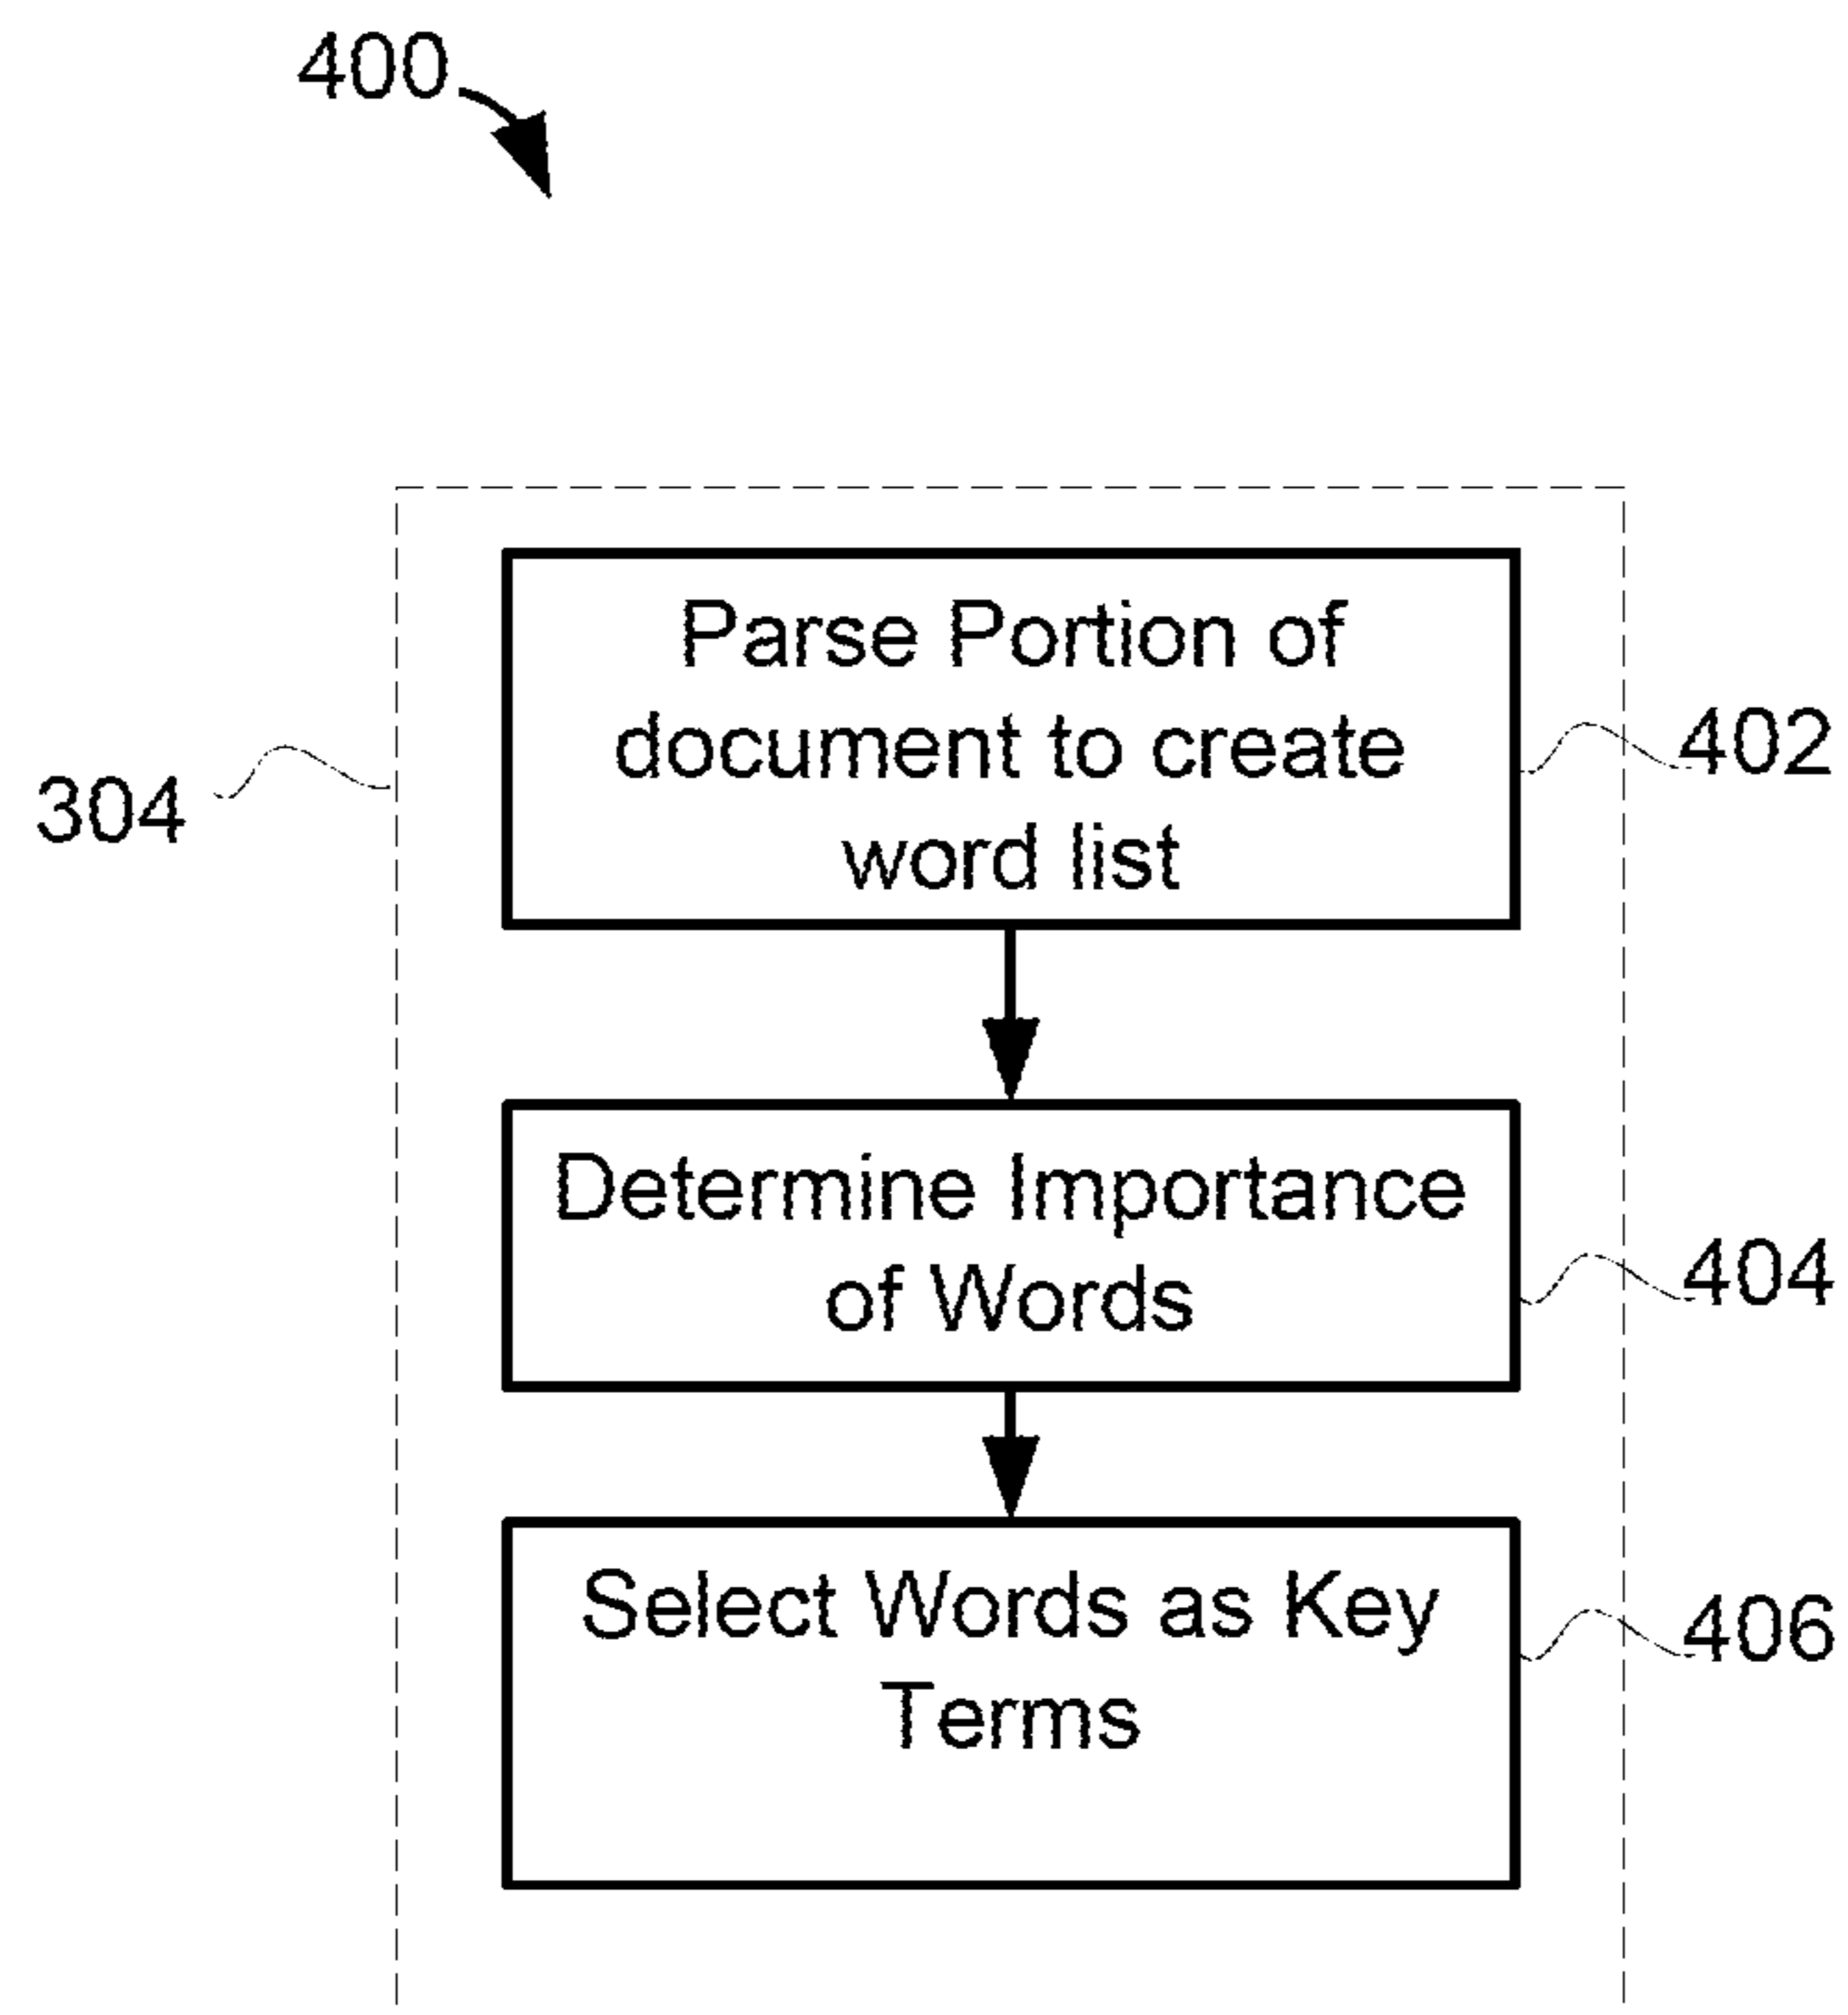 400
Parse Portion of
document to create
word list
402
304
Determine Importance
of Words
404
Select Words as Key
Terms
406